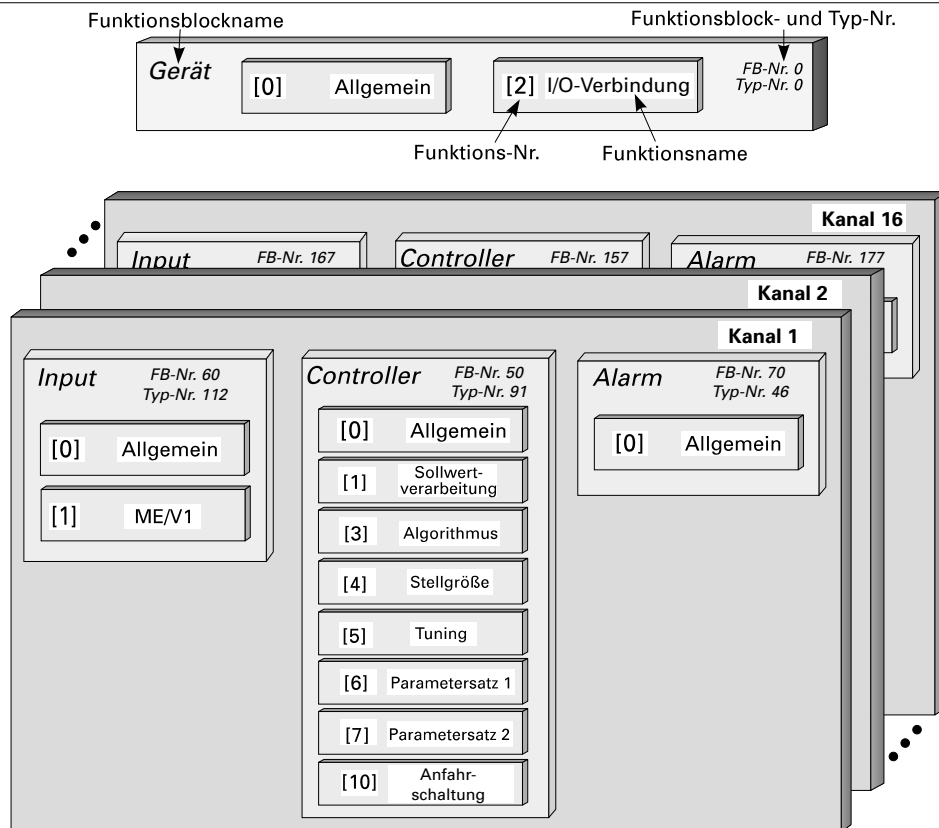 Funktionsblockname
Funktionsblock- und Typ-Nr.
Gerät
[0] Allgemein
[2] I/O-Verbindung
FB-Nr. 0
Typ-Nr. 0
Funktions-Nr.
Funktionsname
Kanal 16
Input FB-Nr. 167
Controller FB-Nr. 157
Alarm FB-Nr. 177
Kanal 2
Kanal 1
Input FB-Nr. 60
Typ-Nr. 112
[0] Allgemein
[1] ME/V1
Controller FB-Nr. 50
Typ-Nr. 91
[0] Allgemein
[1] Sollwert-
verarbeitung
[3] Algorithmus
[4] Stellgröße
[5] Tuning
[6] Parametersatz 1
[7] Parametersatz 2
[10] Anfahr-
schaltung
Alarm FB-Nr. 70
Typ-Nr. 46
[0] Allgemein